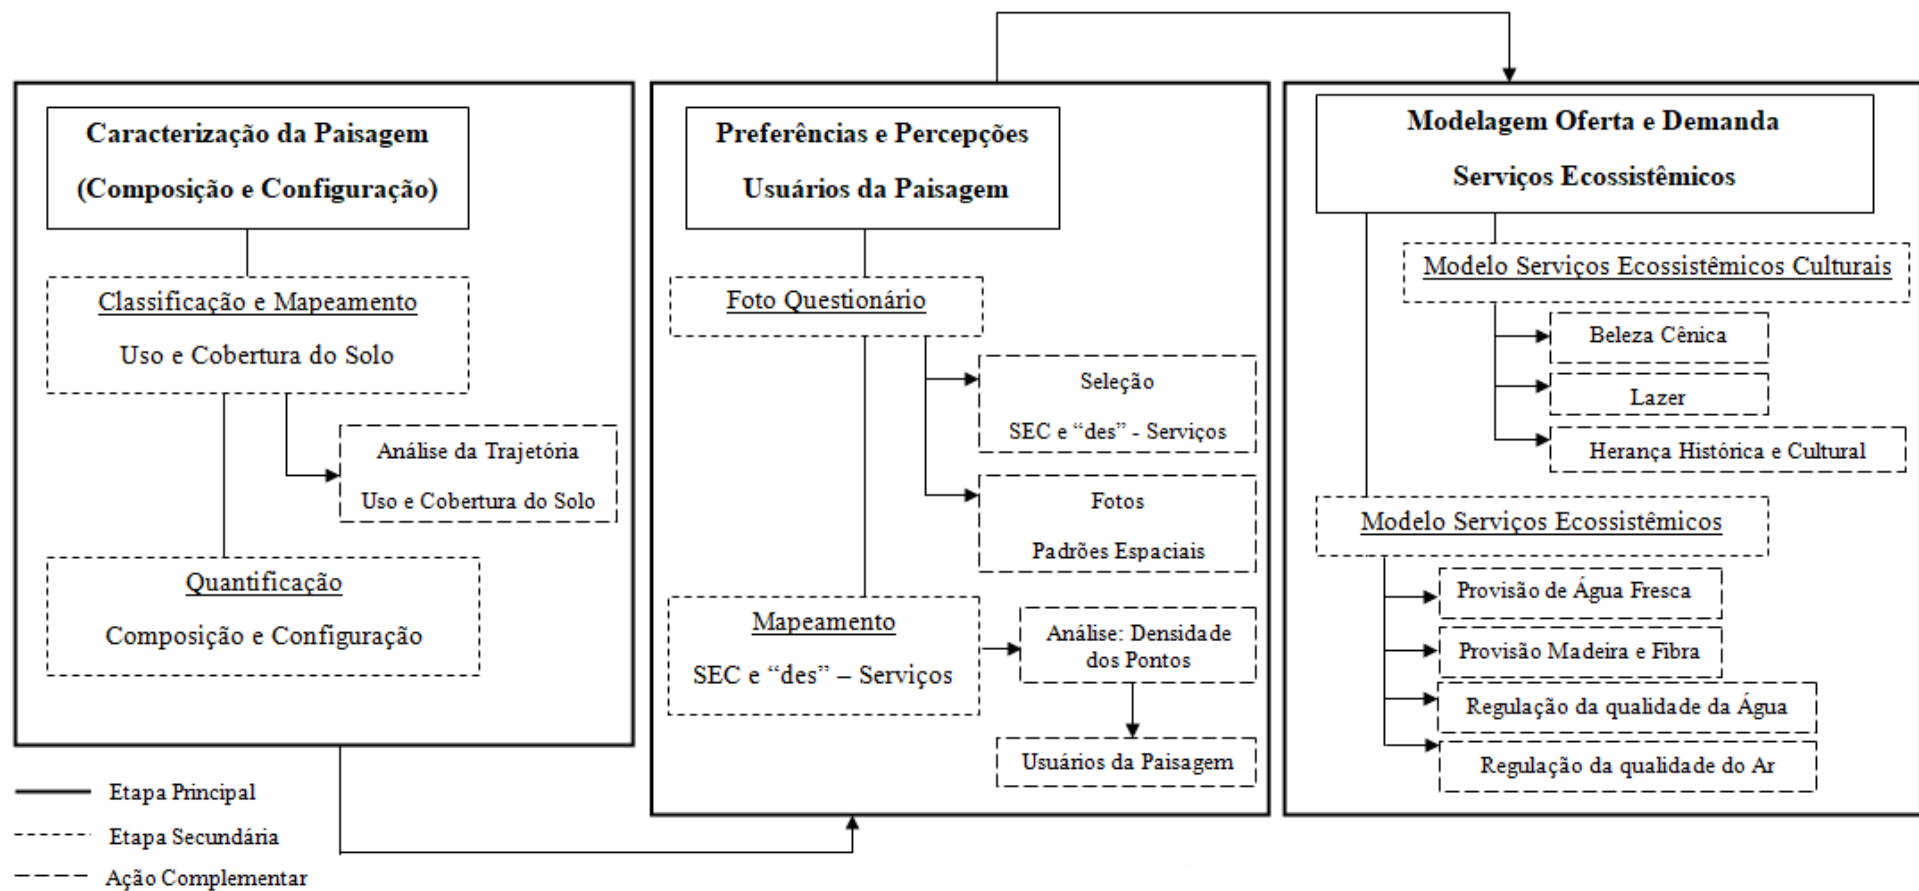 Caracterização da Paisagem
(Composição e Configuração)
Classificação e Mapeamento
Uso e Cobertura do Solo
Análise da Trajetória
Uso e Cobertura do Solo
Quantificação
Composição e Configuração
Preferências e Percepções
Usuários da Paisagem
Foto Questionário
Seleção
SEC e “des” - Serviços
Fotos
Padrões Espaciais
Mapeamento
SEC e “des” – Serviços
Análise: Densidade
dos Pontos
Usuários da Paisagem
Modelagem Oferta e Demanda
Serviços Ecossistêmicos
Modelo Serviços Ecossistêmicos Culturais
Beleza Cênica
Lazer
Herança Histórica e Cultural
Modelo Serviços Ecossistêmicos
Provisão de Água Fresca
Provisão Madeira e Fibra
Regulação da qualidade da Água
Regulação da qualidade do Ar
Etapa Principal
Etapa Secundária
Ação Complementar